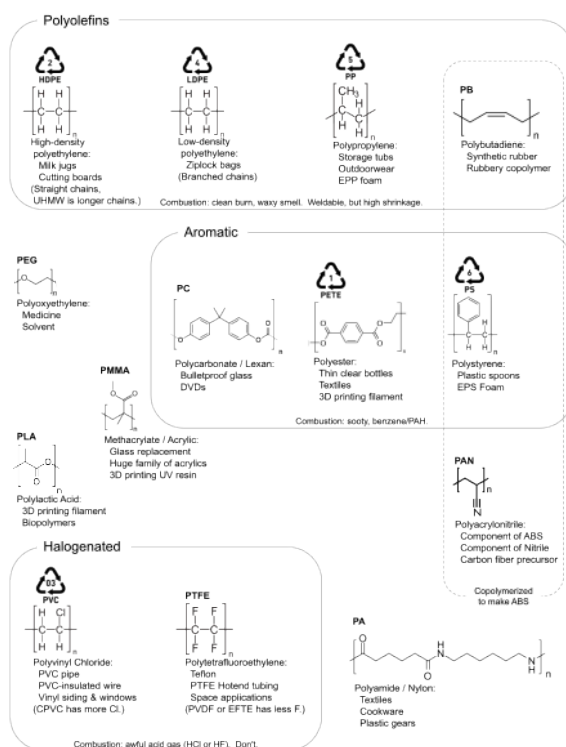 Polyolefins
2
HDPE
High-density
polyethylene:
Milk jugs
Cutting boards
(Straight chains,
UHMW is longer chains.)
4
LDPE
Low-density
polyethylene:
Ziplock bags
(Branched chains)
5
PP
CH3
Polypropylene:
Storage tubs
Outdoorwear
EPP foam
PB
Polybutadiene:
Synthetic rubber
Rubbery copolymer
Combustion: clean burn, waxy smell. Weldable, but high shrinkage.
PEG
Polyoxyethylene:
Medicine
Solvent
Aromatic
PC
Polycarbonate / Lexan:
Bulletproof glass
DVDs
1
PETE
Polyester:
Thin clear bottles
Textiles
3D printing filament
6
PS
Polystyrene:
Plastic spoons
EPS Foam
Combustion: sooty, benzene/PAH.
PMMA
Methacrylate / Acrylic:
Glass replacement
Huge family of acrylics
3D printing UV resin
PLA
Polylactic Acid:
3D printing filament
Biopolymers
PAN
Polyacrylonitrile:
Component of ABS
Component of Nitrile
Carbon fiber precursor
Copolymerized
to make ABS
Halogenated
03
PVC
Polyvinyl Chloride:
PVC pipe
PVC-insulated wire
Vinyl siding & windows
(CPVC has more Cl.)
PTFE
Polytetrafluoroethylene:
Teflon
PTFE Hotend tubing
Space applications
(PVDF or EFTE has less F.)
Combustion: awful acid gas (HCl or HF). Don't.
PA
Polyamide / Nylon:
Textiles
Cookware
Plastic gears